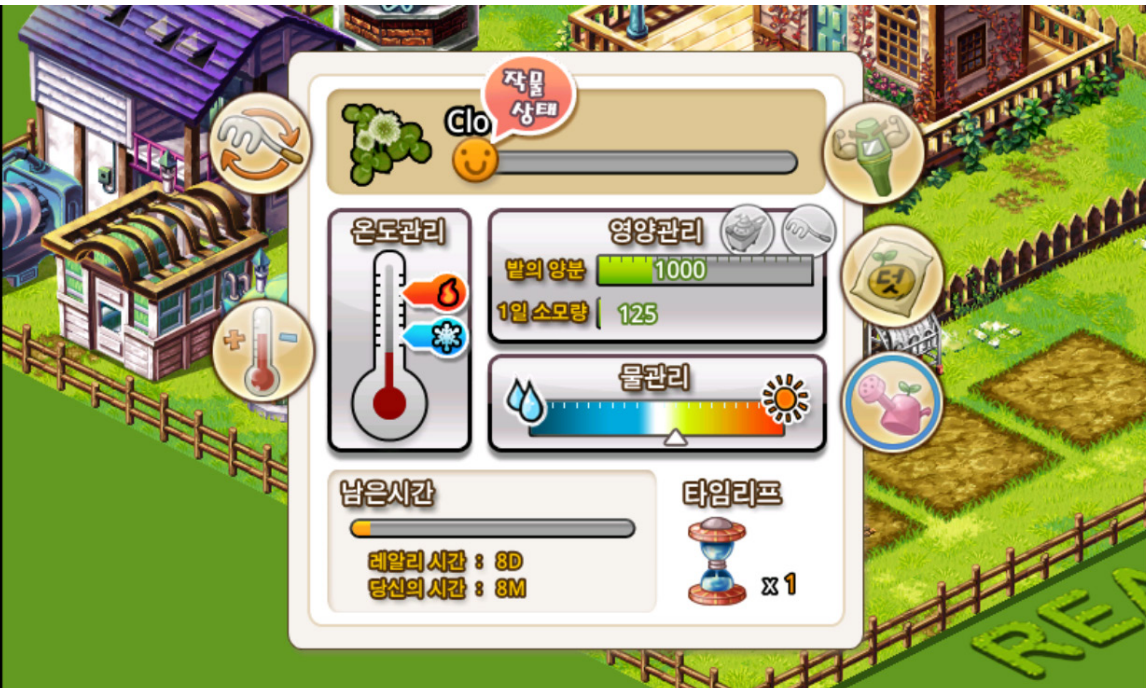 작물
상태
Clo
온도관리
영양관리
밭의 양분 1000
1일 소모량 125
물관리
남은시간
레알리 시간 : 8D
당신의 시간 : 8M
타임리프
x 1
덧
REA